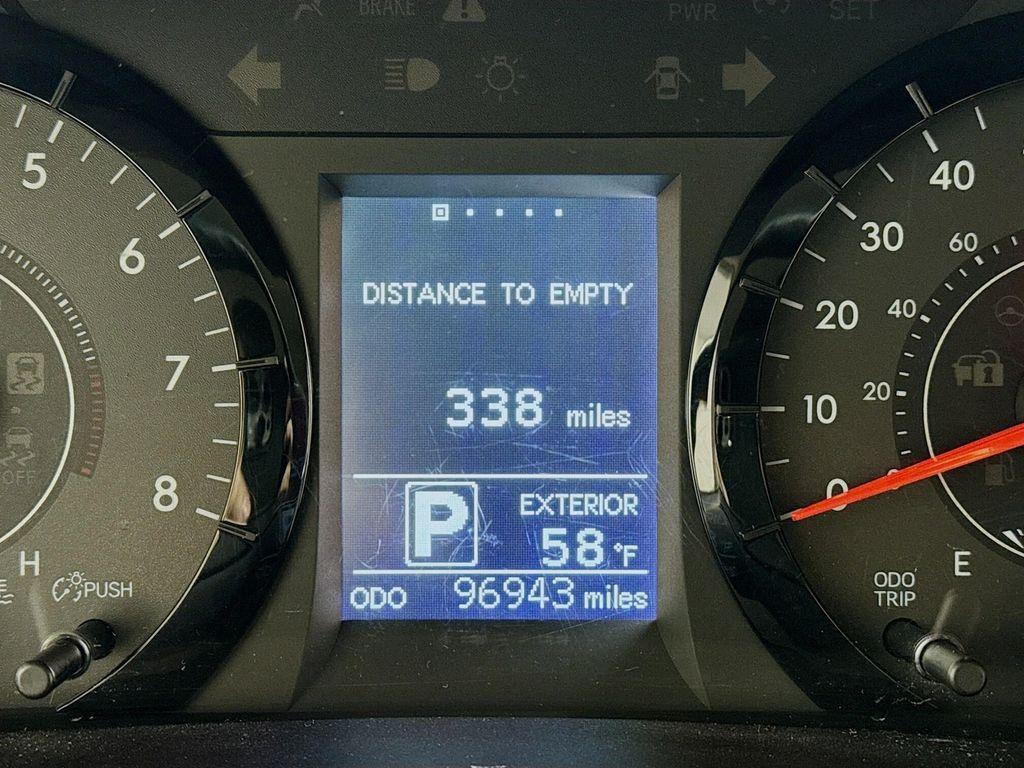 BRAKE
PWR
SET
5
6
7
8
OFF
H
PUSH
DISTANCE TO EMPTY
338 miles
P
EXTERIOR
58 °F
ODO 96943 miles
40
30
20
10
0
60
40
20
ODO
TRIP
E